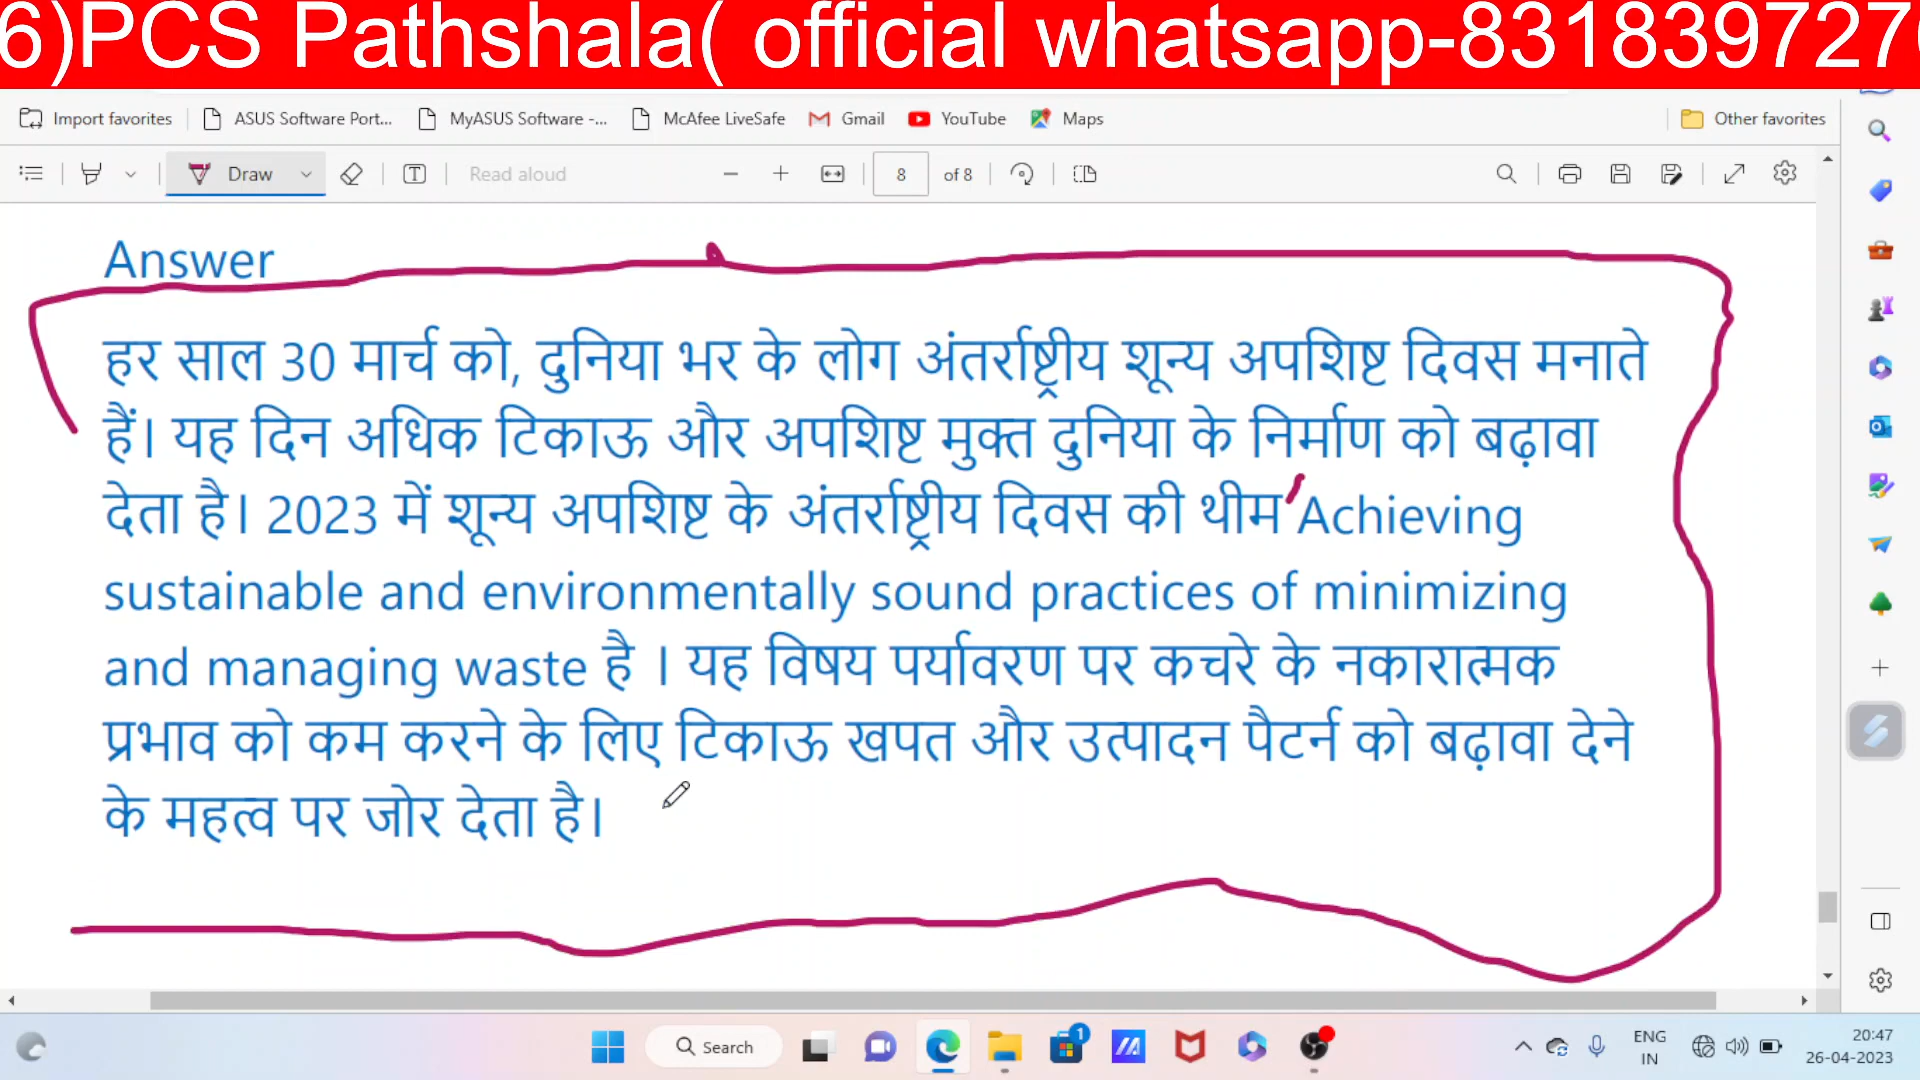 6)PCS Pathshala( official whatsapp-831839727
Import favorites ASUS Software Port... MyASUS Software -... McAfee LiveSafe Gmail YouTube Maps Other favorites
Draw Read aloud 8 of 8
Answer
हर साल 30 मार्च को, दुनिया भर के लोग अंतर्राष्ट्रीय शून्य अपशिष्ट दिवस मनाते
हैं। यह दिन अधिक टिकाऊ और अपशिष्ट मुक्त दुनिया के निर्माण को बढ़ावा
देता है। 2023 में शून्य अपशिष्ट के अंतर्राष्ट्रीय दिवस की थीम Achieving
sustainable and environmentally sound practices of minimizing
and managing waste है । यह विषय पर्यावरण पर कचरे के नकारात्मक
प्रभाव को कम करने के लिए टिकाऊ खपत और उत्पादन पैटर्न को बढ़ावा देने
के महत्व पर जोर देता है।
Search 1 ENG 20:47
IN 26-04-2023